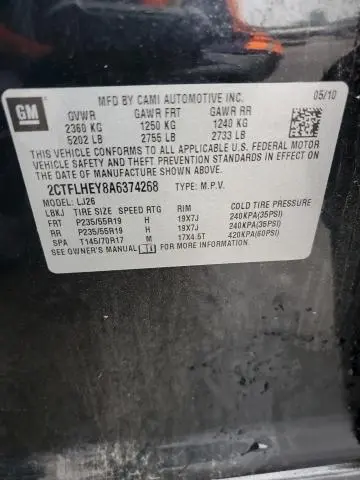 GM
MFD BY CAMI AUTOMOTIVE INC. 05/10
GVWR GAWR FRT GAWR RR
2360 KG 1250 KG 1240 KG
5202 LB 2755 LB 2733 LB
THIS VEHICLE CONFORMS TO ALL APPLICABLE U.S. FEDERAL MOTOR
VEHICLE SAFETY AND THEFT PREVENTION STANDARDS IN EFFECT ON
THE DATE OF MANUFACTURE SHOWN ABOVE.
2CTFLHEY8A6374268 TYPE: M.P.V.
MODEL: LJ26
LBKJ TIRE SIZE SPEED RTG RIM COLD TIRE PRESSURE
FRT P235/55R19 H 19X7J 240KPA(35PSI)
RR P235/55R19 H 19X7J 240KPA(35PSI)
SPA T145/70R17 M 17X4.5T 420KPA(60PSI)
SEE OWNER'S MANUAL FOR ADDITIONAL INFORMATION.